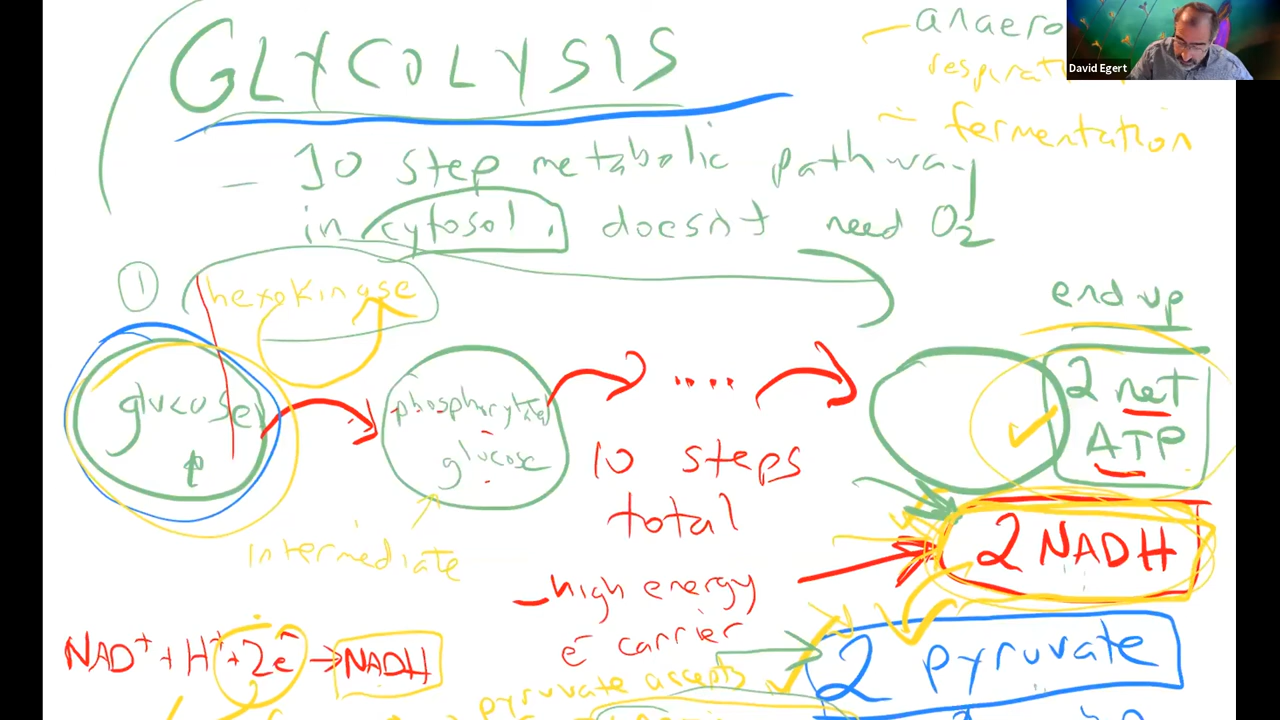 GLYCOLYSIS
anaero
respirat
~ fermentation
David Egert
– 10 step metabolic pathway
in cytosol. doesn't need O2
1
hexokinase
end up
glucose
P
phosphorylated
glucose
....
2 net
ATP
10 steps
total
intermediate
2 NADH
– high energy
e⁻ carrier
NAD⁺ + H⁺ + 2e⁻ → NADH
2 pyruvate
pyruvate accepts